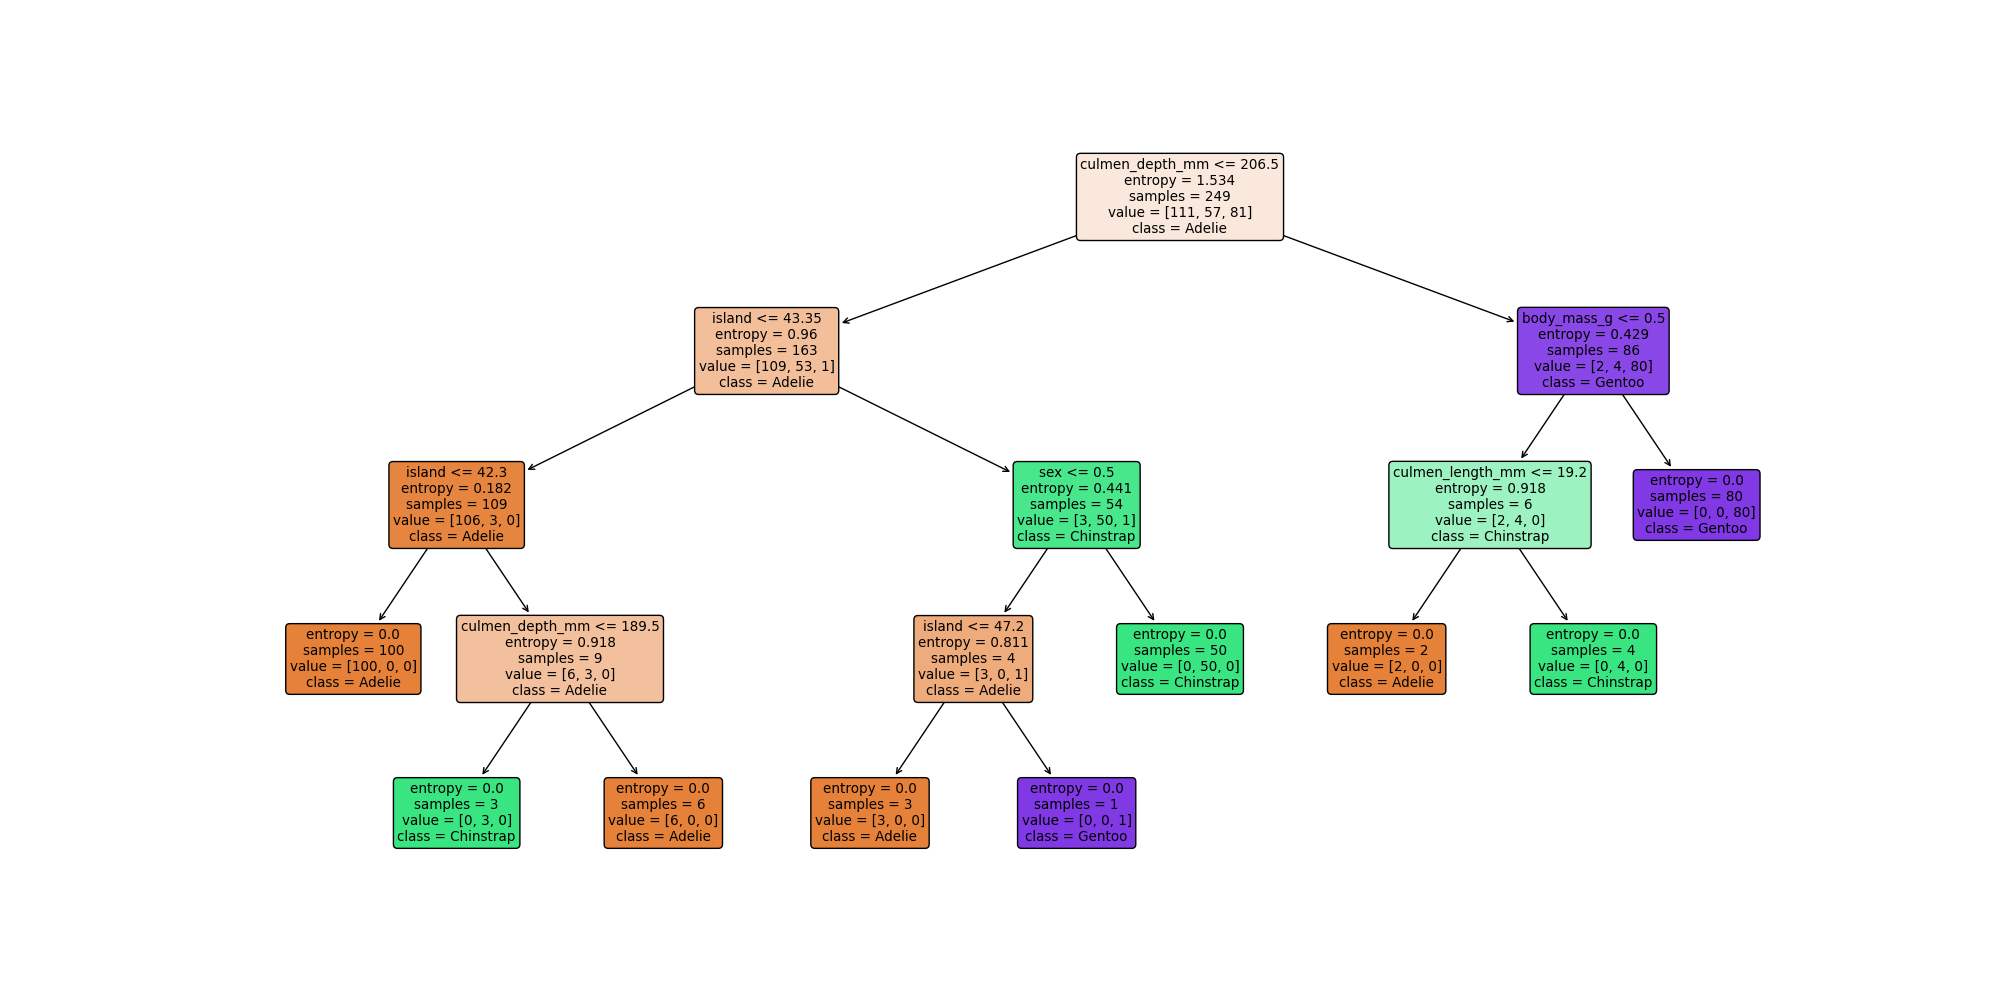 culmen_depth_mm <= 206.5
entropy = 1.534
samples = 249
value = [111, 57, 81]
class = Adelie
island <= 43.35
entropy = 0.96
samples = 163
value = [109, 53, 1]
class = Adelie
body_mass_g <= 0.5
entropy = 0.429
samples = 86
value = [2, 4, 80]
class = Gentoo
island <= 42.3
entropy = 0.182
samples = 109
value = [106, 3, 0]
class = Adelie
sex <= 0.5
entropy = 0.441
samples = 54
value = [3, 50, 1]
class = Chinstrap
culmen_length_mm <= 19.2
entropy = 0.918
samples = 6
value = [2, 4, 0]
class = Chinstrap
entropy = 0.0
samples = 80
value = [0, 0, 80]
class = Gentoo
entropy = 0.0
samples = 100
value = [100, 0, 0]
class = Adelie
culmen_depth_mm <= 189.5
entropy = 0.918
samples = 9
value = [6, 3, 0]
class = Adelie
island <= 47.2
entropy = 0.811
samples = 4
value = [3, 0, 1]
class = Adelie
entropy = 0.0
samples = 50
value = [0, 50, 0]
class = Chinstrap
entropy = 0.0
samples = 2
value = [2, 0, 0]
class = Adelie
entropy = 0.0
samples = 4
value = [0, 4, 0]
class = Chinstrap
entropy = 0.0
samples = 3
value = [0, 3, 0]
class = Chinstrap
entropy = 0.0
samples = 6
value = [6, 0, 0]
class = Adelie
entropy = 0.0
samples = 3
value = [3, 0, 0]
class = Adelie
entropy = 0.0
samples = 1
value = [0, 0, 1]
class = Gentoo